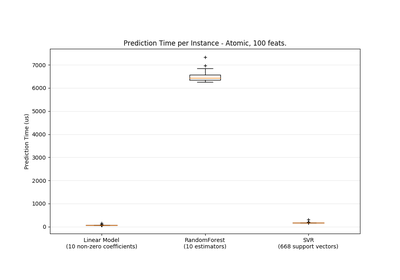 Prediction Time per Instance - Atomic, 100 feats.
Prediction Time (us)
7000
6000
5000
4000
3000
2000
1000
0
Linear Model
(10 non-zero coefficients)
RandomForest
(10 estimators)
SVR
(668 support vectors)